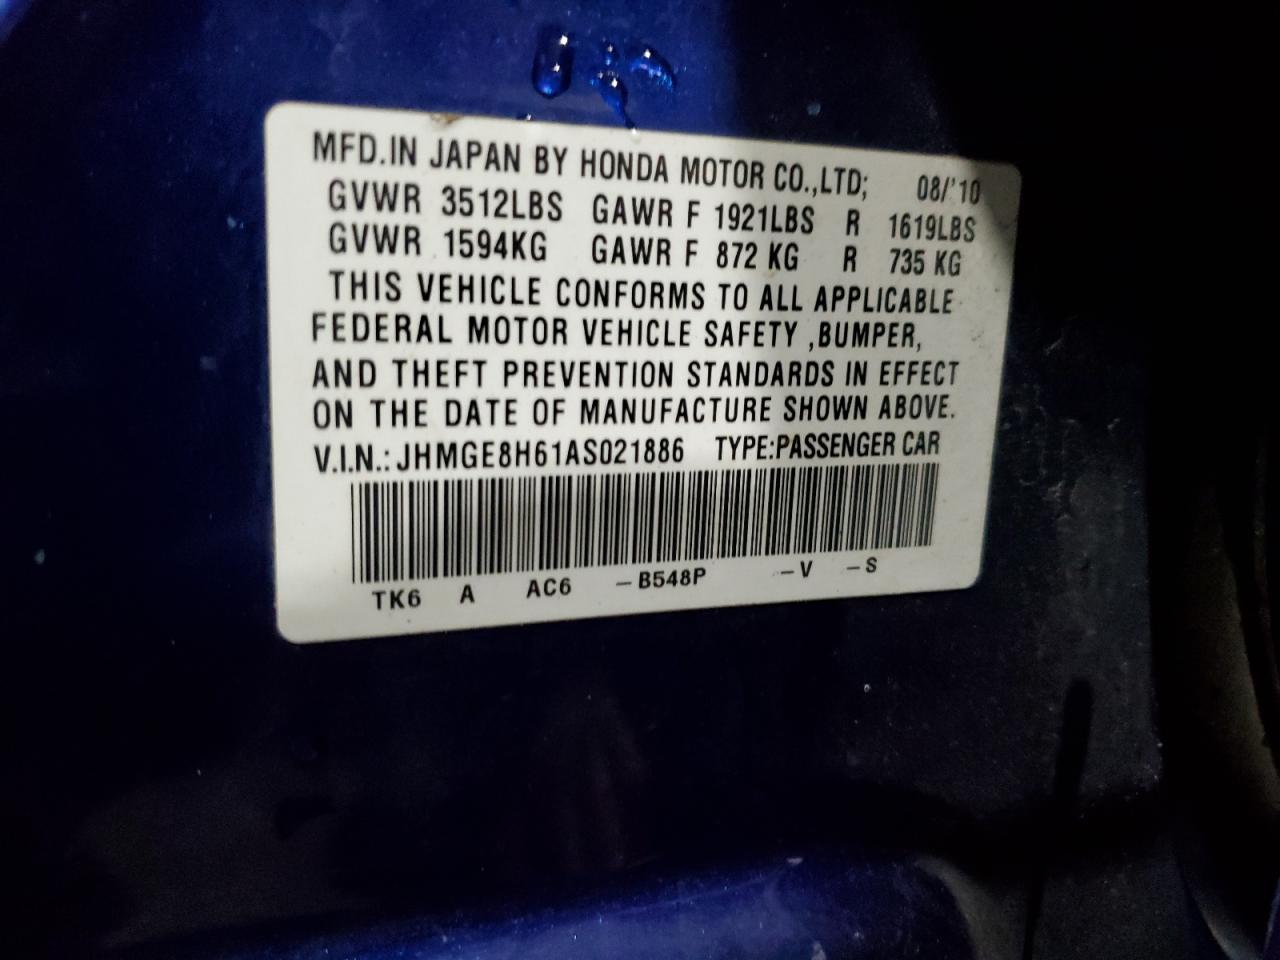 MFD.IN JAPAN BY HONDA MOTOR CO.,LTD; 08/'10
GVWR 3512LBS GAWR F 1921LBS R 1619LBS
GVWR 1594KG GAWR F 872 KG R 735 KG
THIS VEHICLE CONFORMS TO ALL APPLICABLE
FEDERAL MOTOR VEHICLE SAFETY ,BUMPER,
AND THEFT PREVENTION STANDARDS IN EFFECT
ON THE DATE OF MANUFACTURE SHOWN ABOVE.
V.I.N.: JHMGE8H61AS021886 TYPE:PASSENGER CAR
TK6 A AC6 –B548P –V –S